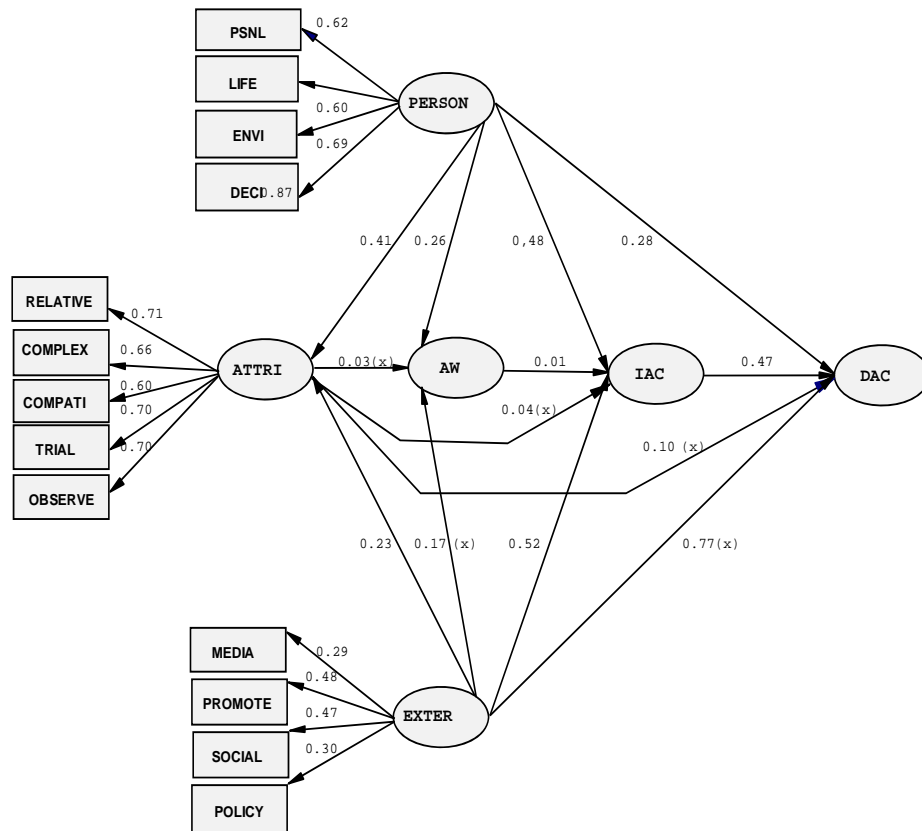 PSNL
0.62
LIFE
PERSON
0.60
ENVI
0.69
DECI
0.87
0.41
0.26
0,48
0.28
RELATIVE
0.71
COMPLEX
0.66
ATTRI
0.03(x)
AW
0.01
IAC
0.47
DAC
0.60
COMPATI
0.70
0.04(x)
TRIAL
0.70
0.10 (x)
OBSERVE
0.23
0.17 (x)
0.52
0.77(x)
MEDIA
0.29
0.48
PROMOTE
0.47
EXTER
SOCIAL
0.30
POLICY